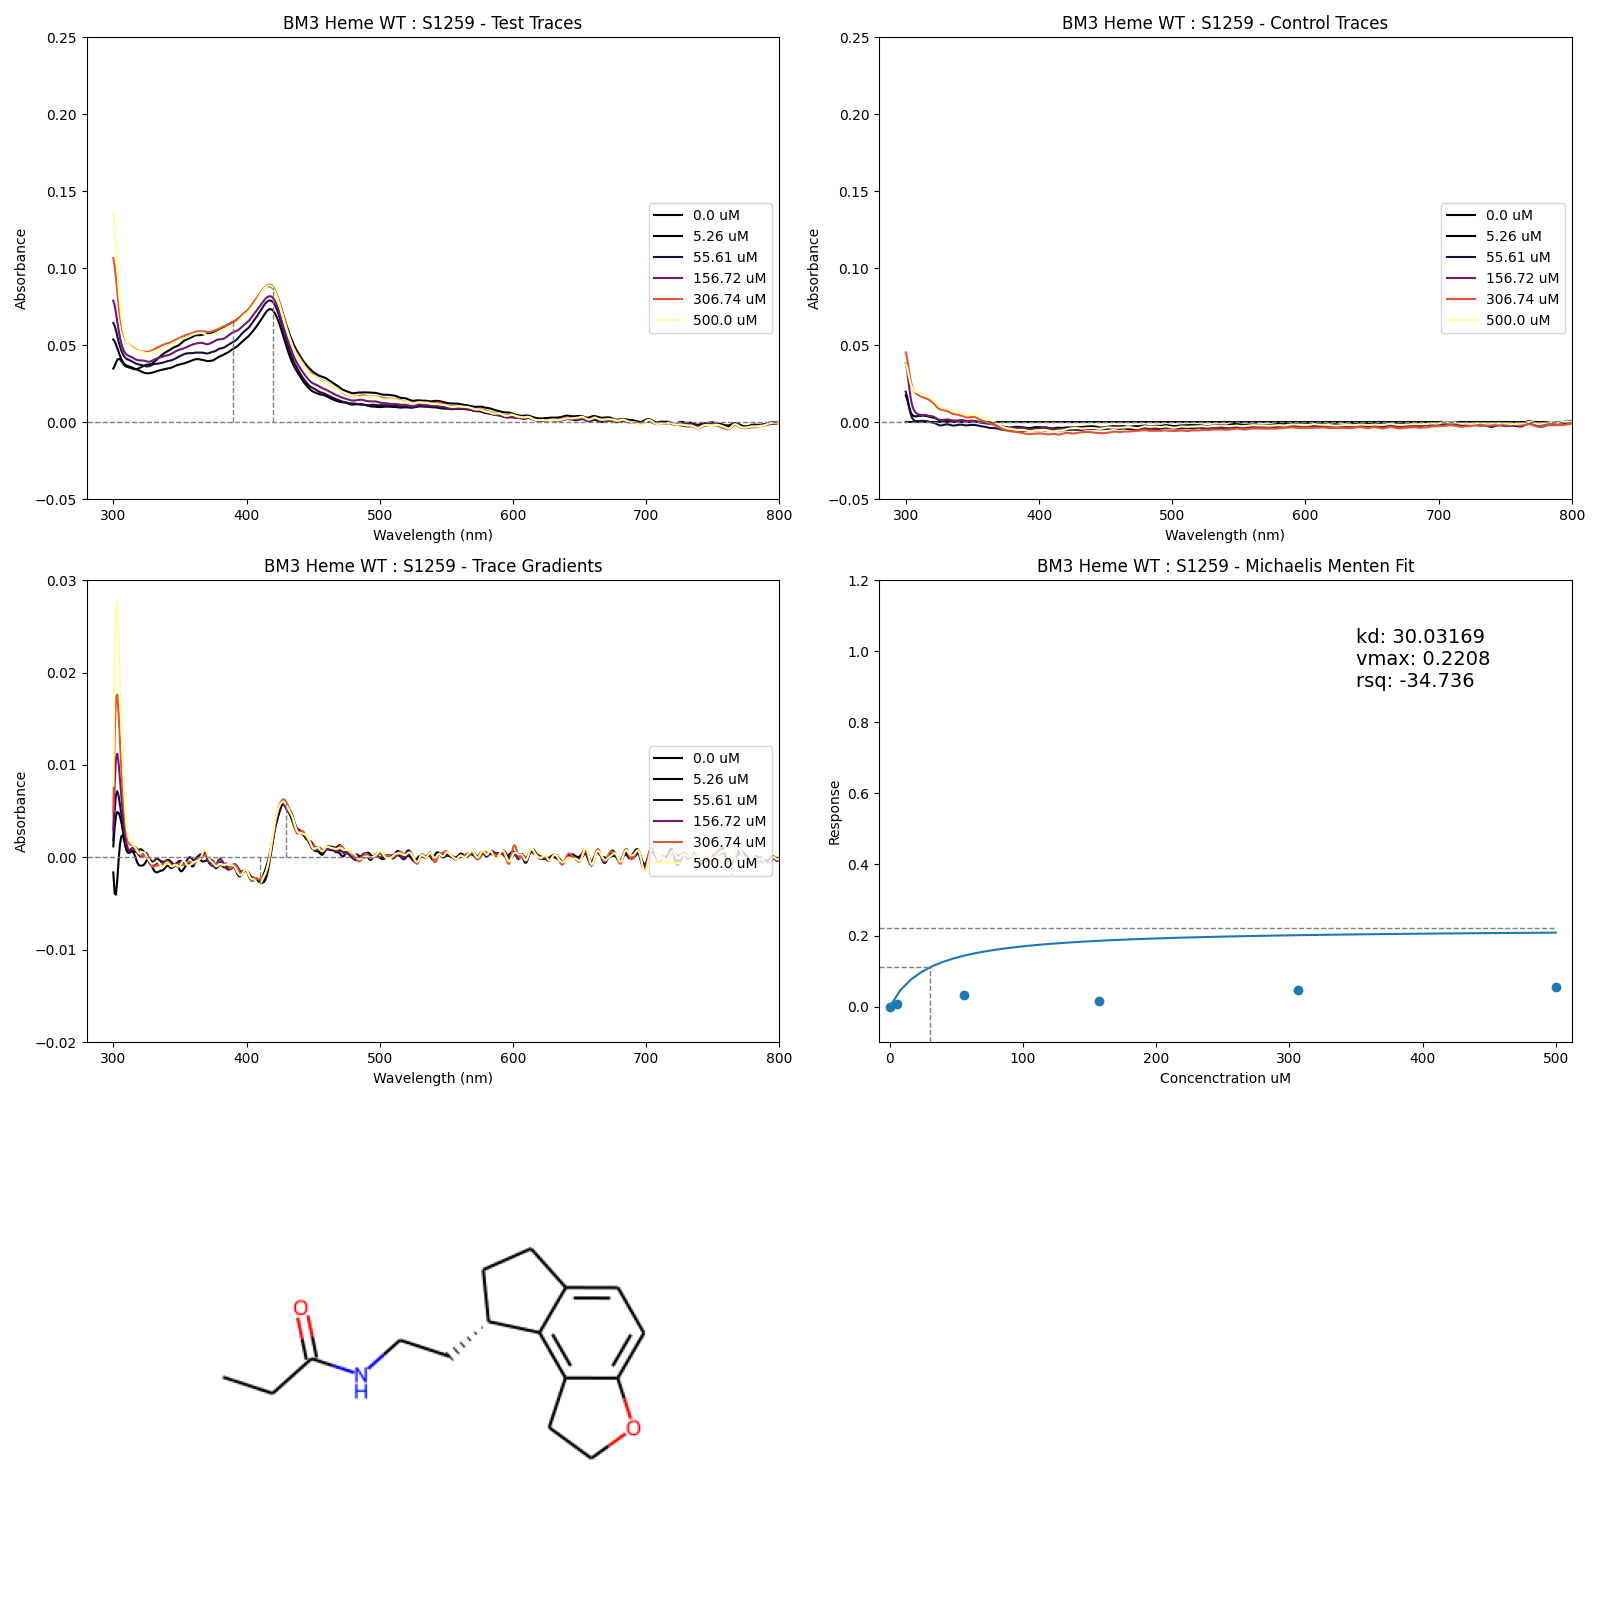 BM3 Heme WT : S1259 - Test Traces
0.25
0.20
0.15
0.10
0.05
0.00
−0.05
Absorbance
300 400 500 600 700 800
Wavelength (nm)
0.0 uM
5.26 uM
55.61 uM
156.72 uM
306.74 uM
500.0 uM
BM3 Heme WT : S1259 - Control Traces
0.25
0.20
0.15
0.10
0.05
0.00
−0.05
Absorbance
300 400 500 600 700 800
Wavelength (nm)
0.0 uM
5.26 uM
55.61 uM
156.72 uM
306.74 uM
500.0 uM
BM3 Heme WT : S1259 - Trace Gradients
0.03
0.02
0.01
0.00
−0.01
−0.02
Absorbance
300 400 500 600 700 800
Wavelength (nm)
0.0 uM
5.26 uM
55.61 uM
156.72 uM
306.74 uM
500.0 uM
BM3 Heme WT : S1259 - Michaelis Menten Fit
1.2
1.0
0.8
0.6
0.4
0.2
0.0
Response
kd: 30.03169
vmax: 0.2208
rsq: -34.736
0 100 200 300 400 500
Concenctration uM
O
N
H
O